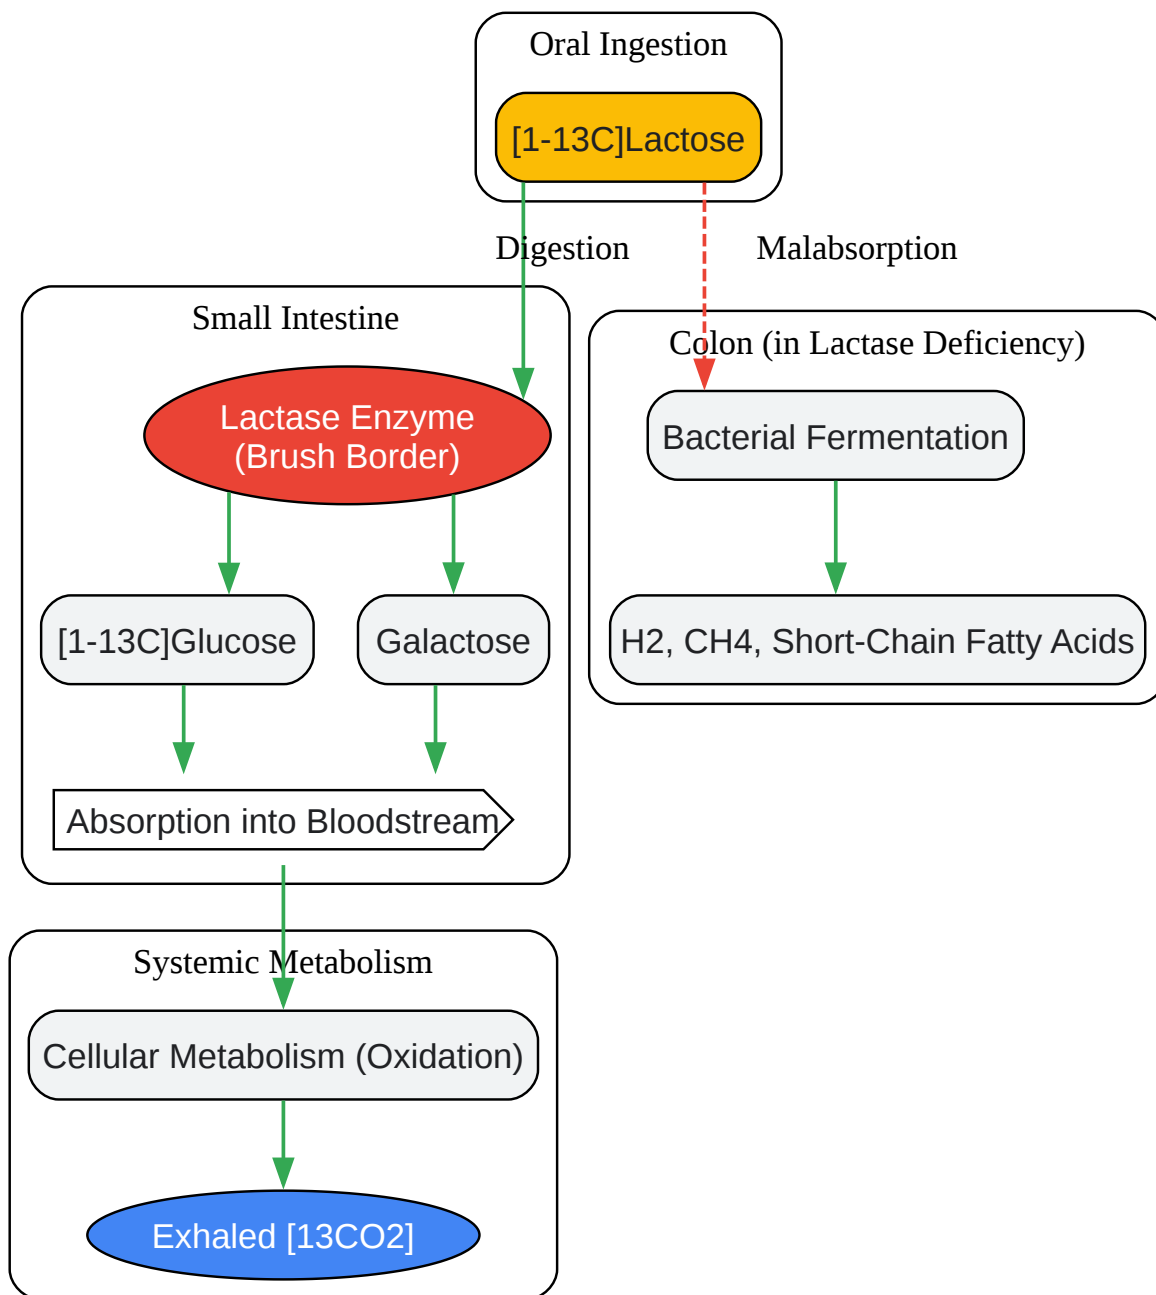 Oral Ingestion
[1-13C]Lactose
Digestion
Malabsorption
Small Intestine
Lactase Enzyme
(Brush Border)
[1-13C]Glucose
Galactose
Absorption into Bloodstream
Colon (in Lactase Deficiency)
Bacterial Fermentation
H2, CH4, Short-Chain Fatty Acids
Systemic Metabolism
Cellular Metabolism (Oxidation)
Exhaled [13CO2]